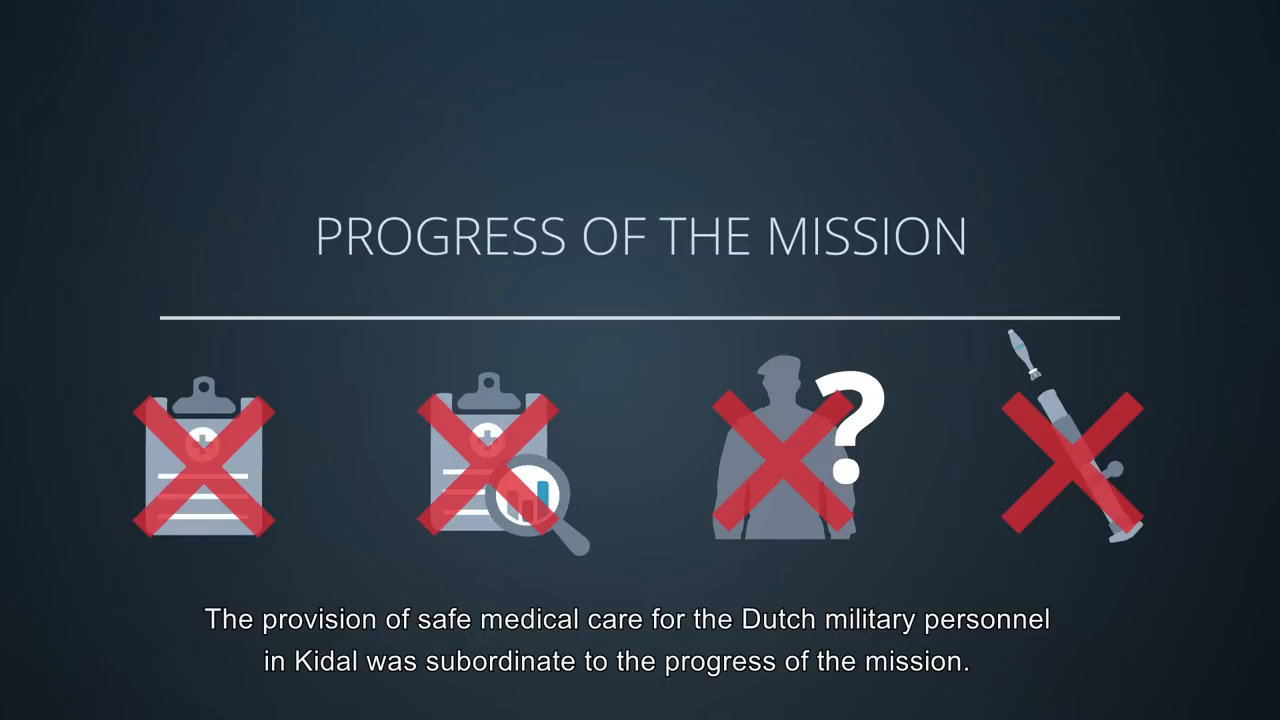 PROGRESS OF THE MISSION
?
The provision of safe medical care for the Dutch military personnel
in Kidal was subordinate to the progress of the mission.